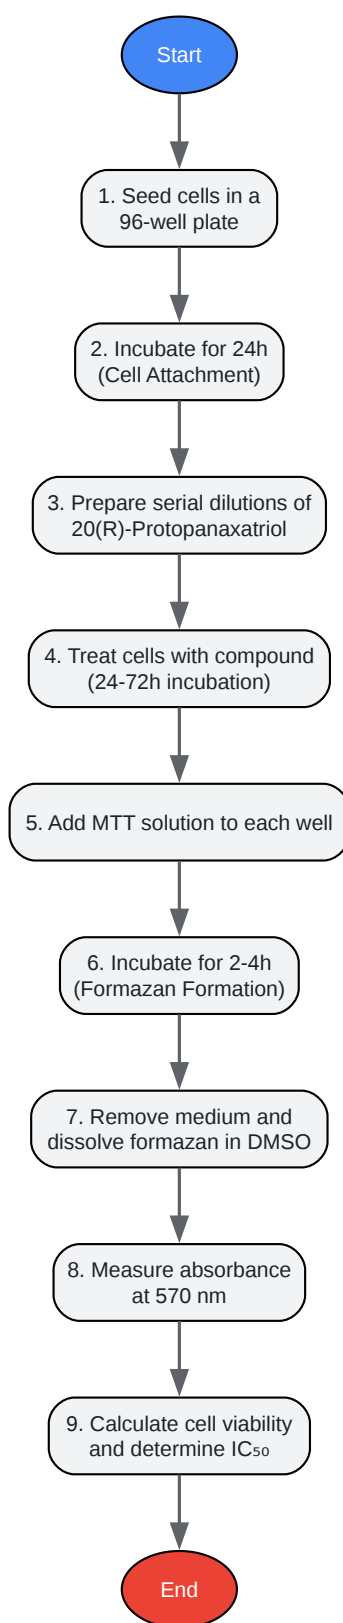 Start
1. Seed cells in a
96-well plate
2. Incubate for 24h
(Cell Attachment)
3. Prepare serial dilutions of
20(R)-Protopanaxatriol
4. Treat cells with compound
(24-72h incubation)
5. Add MTT solution to each well
6. Incubate for 2-4h
(Formazan Formation)
7. Remove medium and
dissolve formazan in DMSO
8. Measure absorbance
at 570 nm
9. Calculate cell viability
and determine IC₅₀
End